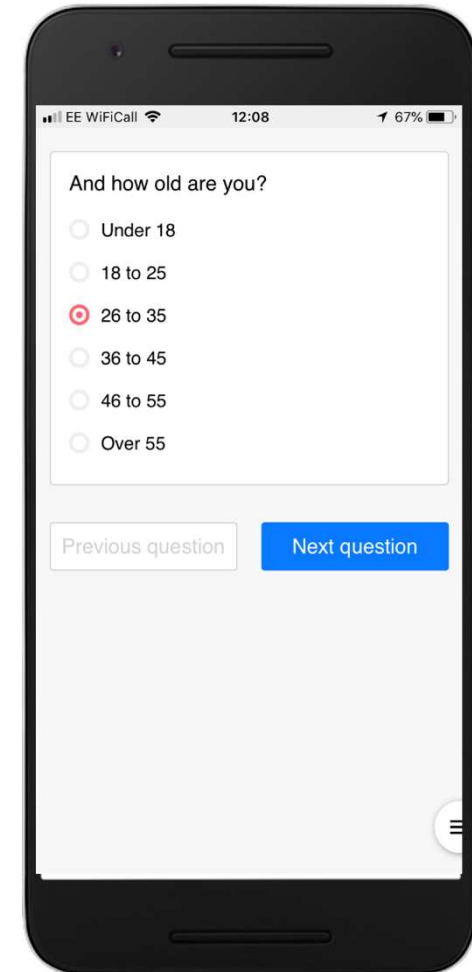 EE WiFiCall 12:08 67%
And how old are you?
Under 18
18 to 25
26 to 35
36 to 45
46 to 55
Over 55
Previous question Next question